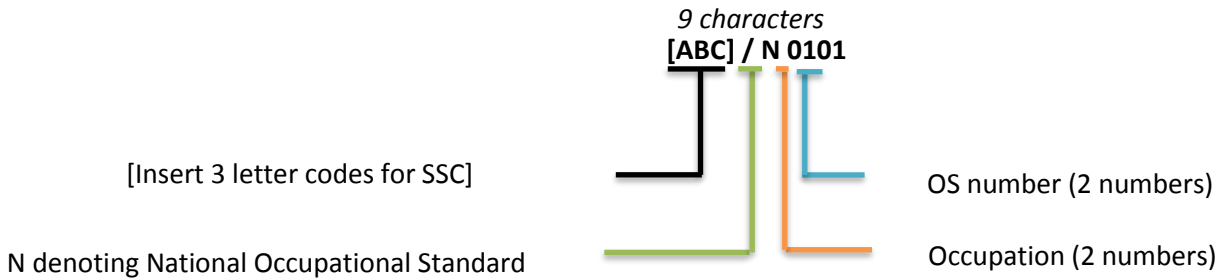 9 characters
[ABC] / N 0101
[Insert 3 letter codes for SSC]
OS number (2 numbers)
N denoting National Occupational Standard
Occupation (2 numbers)